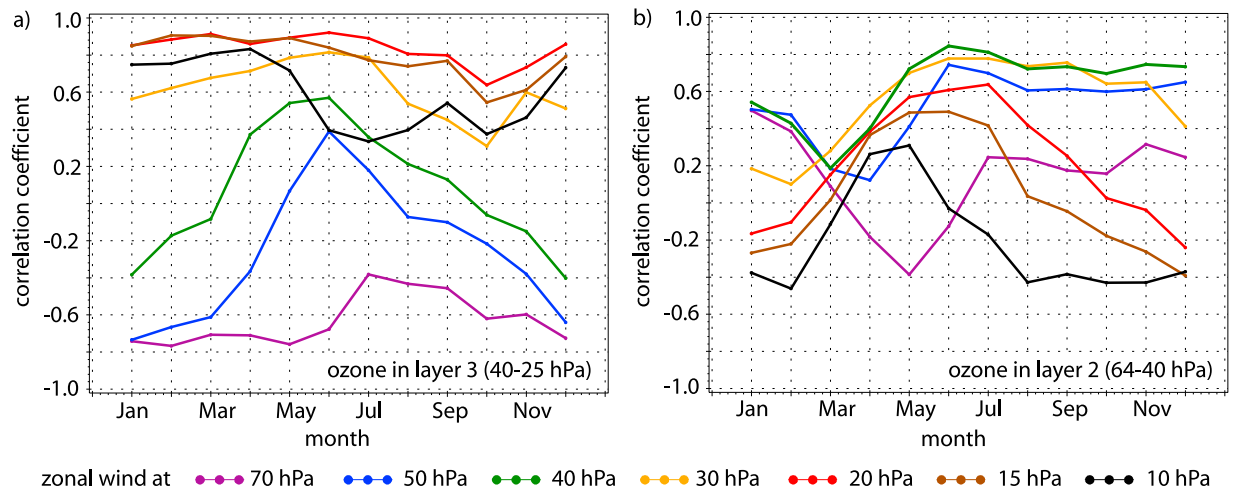 a)
correlation coefficient
1.0
0.6
0.2
-0.2
-0.6
-1.0
ozone in layer 3 (40-25 hPa)
Jan Mar May Jul Sep Nov
month
b)
correlation coefficient
1.0
0.6
0.2
-0.2
-0.6
-1.0
ozone in layer 2 (64-40 hPa)
Jan Mar May Jul Sep Nov
month
zonal wind at 70 hPa 50 hPa 40 hPa 30 hPa 20 hPa 15 hPa 10 hPa